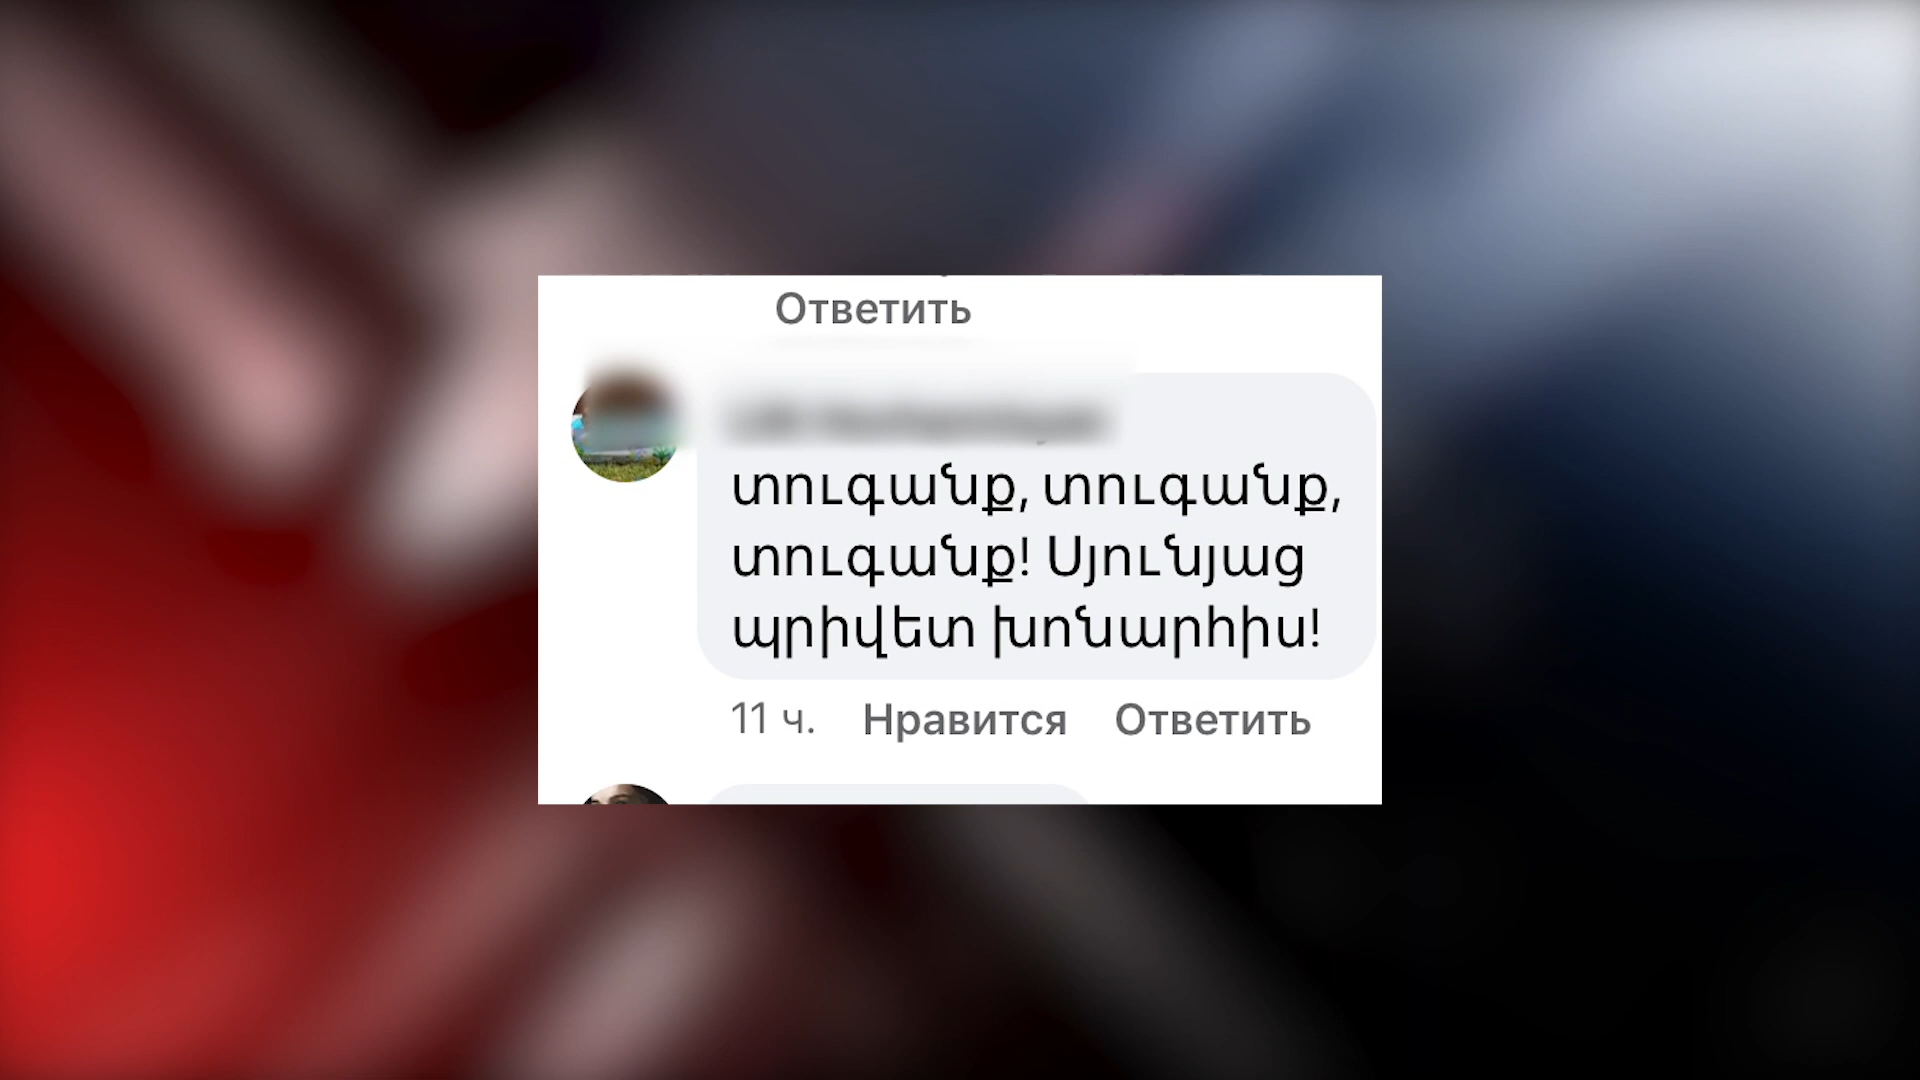 Ответить
տուգանք, տուգանք,
տուգանք! Սյունյաց
պրիվետ խոնարհիս!
11 ч. Нравится Ответить